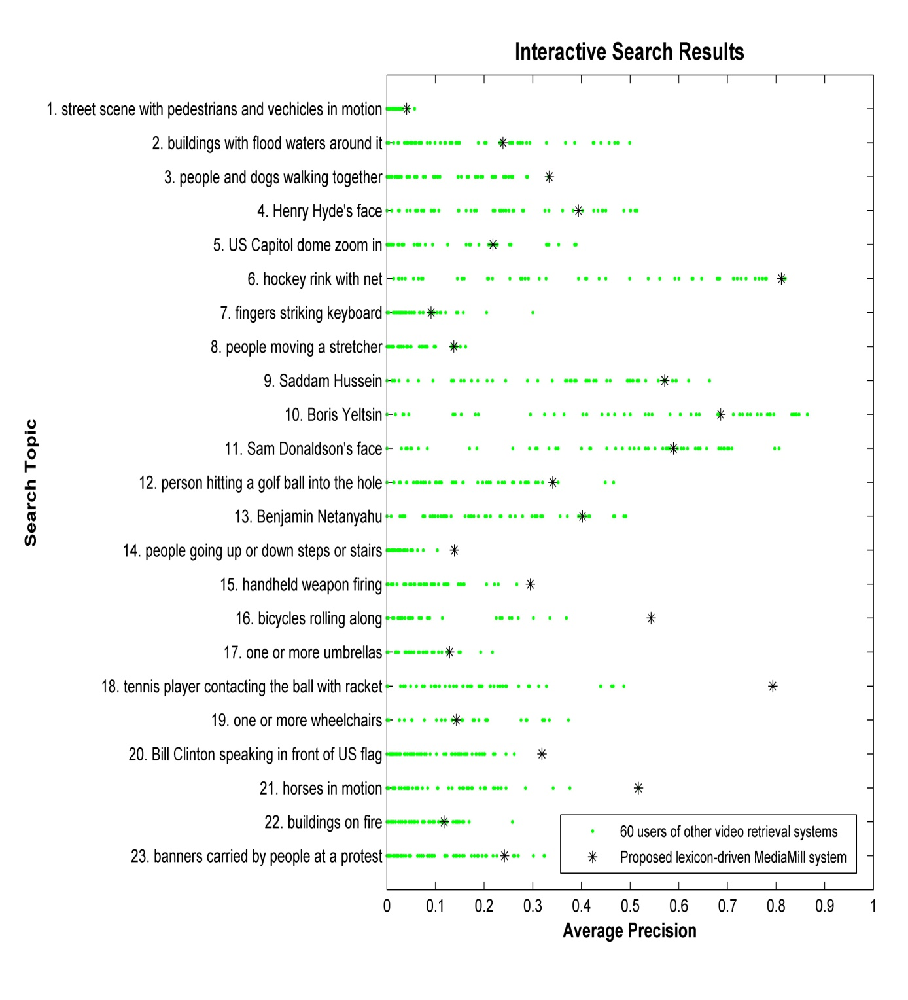 Interactive Search Results
1. street scene with pedestrians and vechicles in motion
2. buildings with flood waters around it
3. people and dogs walking together
4. Henry Hyde's face
5. US Capitol dome zoom in
6. hockey rink with net
7. fingers striking keyboard
8. people moving a stretcher
9. Saddam Hussein
10. Boris Yeltsin
11. Sam Donaldson's face
12. person hitting a golf ball into the hole
13. Benjamin Netanyahu
14. people going up or down steps or stairs
15. handheld weapon firing
16. bicycles rolling along
17. one or more umbrellas
18. tennis player contacting the ball with racket
19. one or more wheelchairs
20. Bill Clinton speaking in front of US flag
21. horses in motion
22. buildings on fire
23. banners carried by people at a protest
Search Topic
60 users of other video retrieval systems
Proposed lexicon-driven MediaMill system
0 0.1 0.2 0.3 0.4 0.5 0.6 0.7 0.8 0.9 1
Average Precision